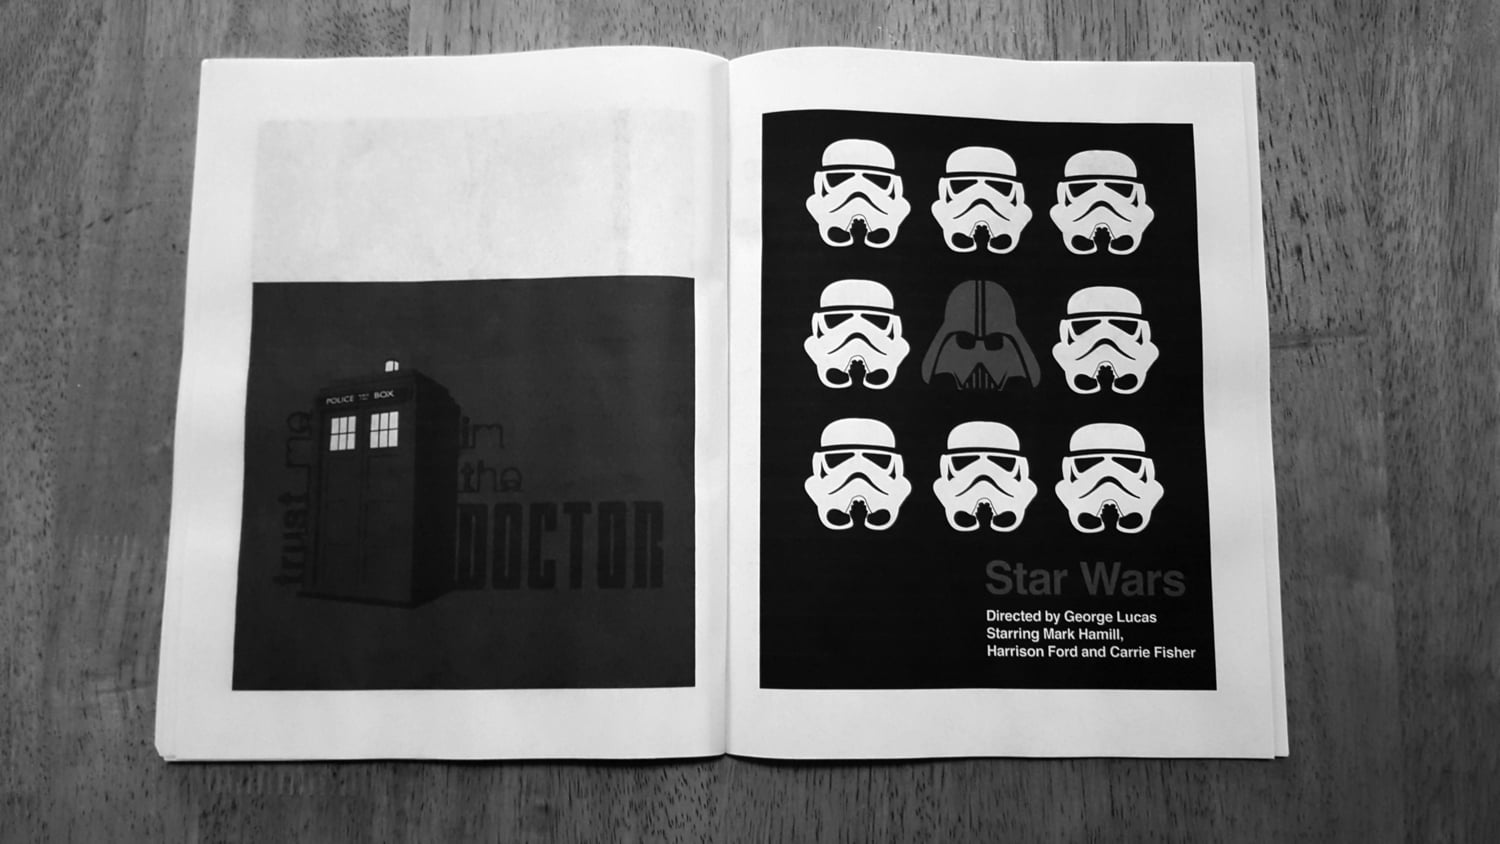 POLICE BOX
trust me
im
the
DOCTOR
Star Wars
Directed by George Lucas
Starring Mark Hamill,
Harrison Ford and Carrie Fisher